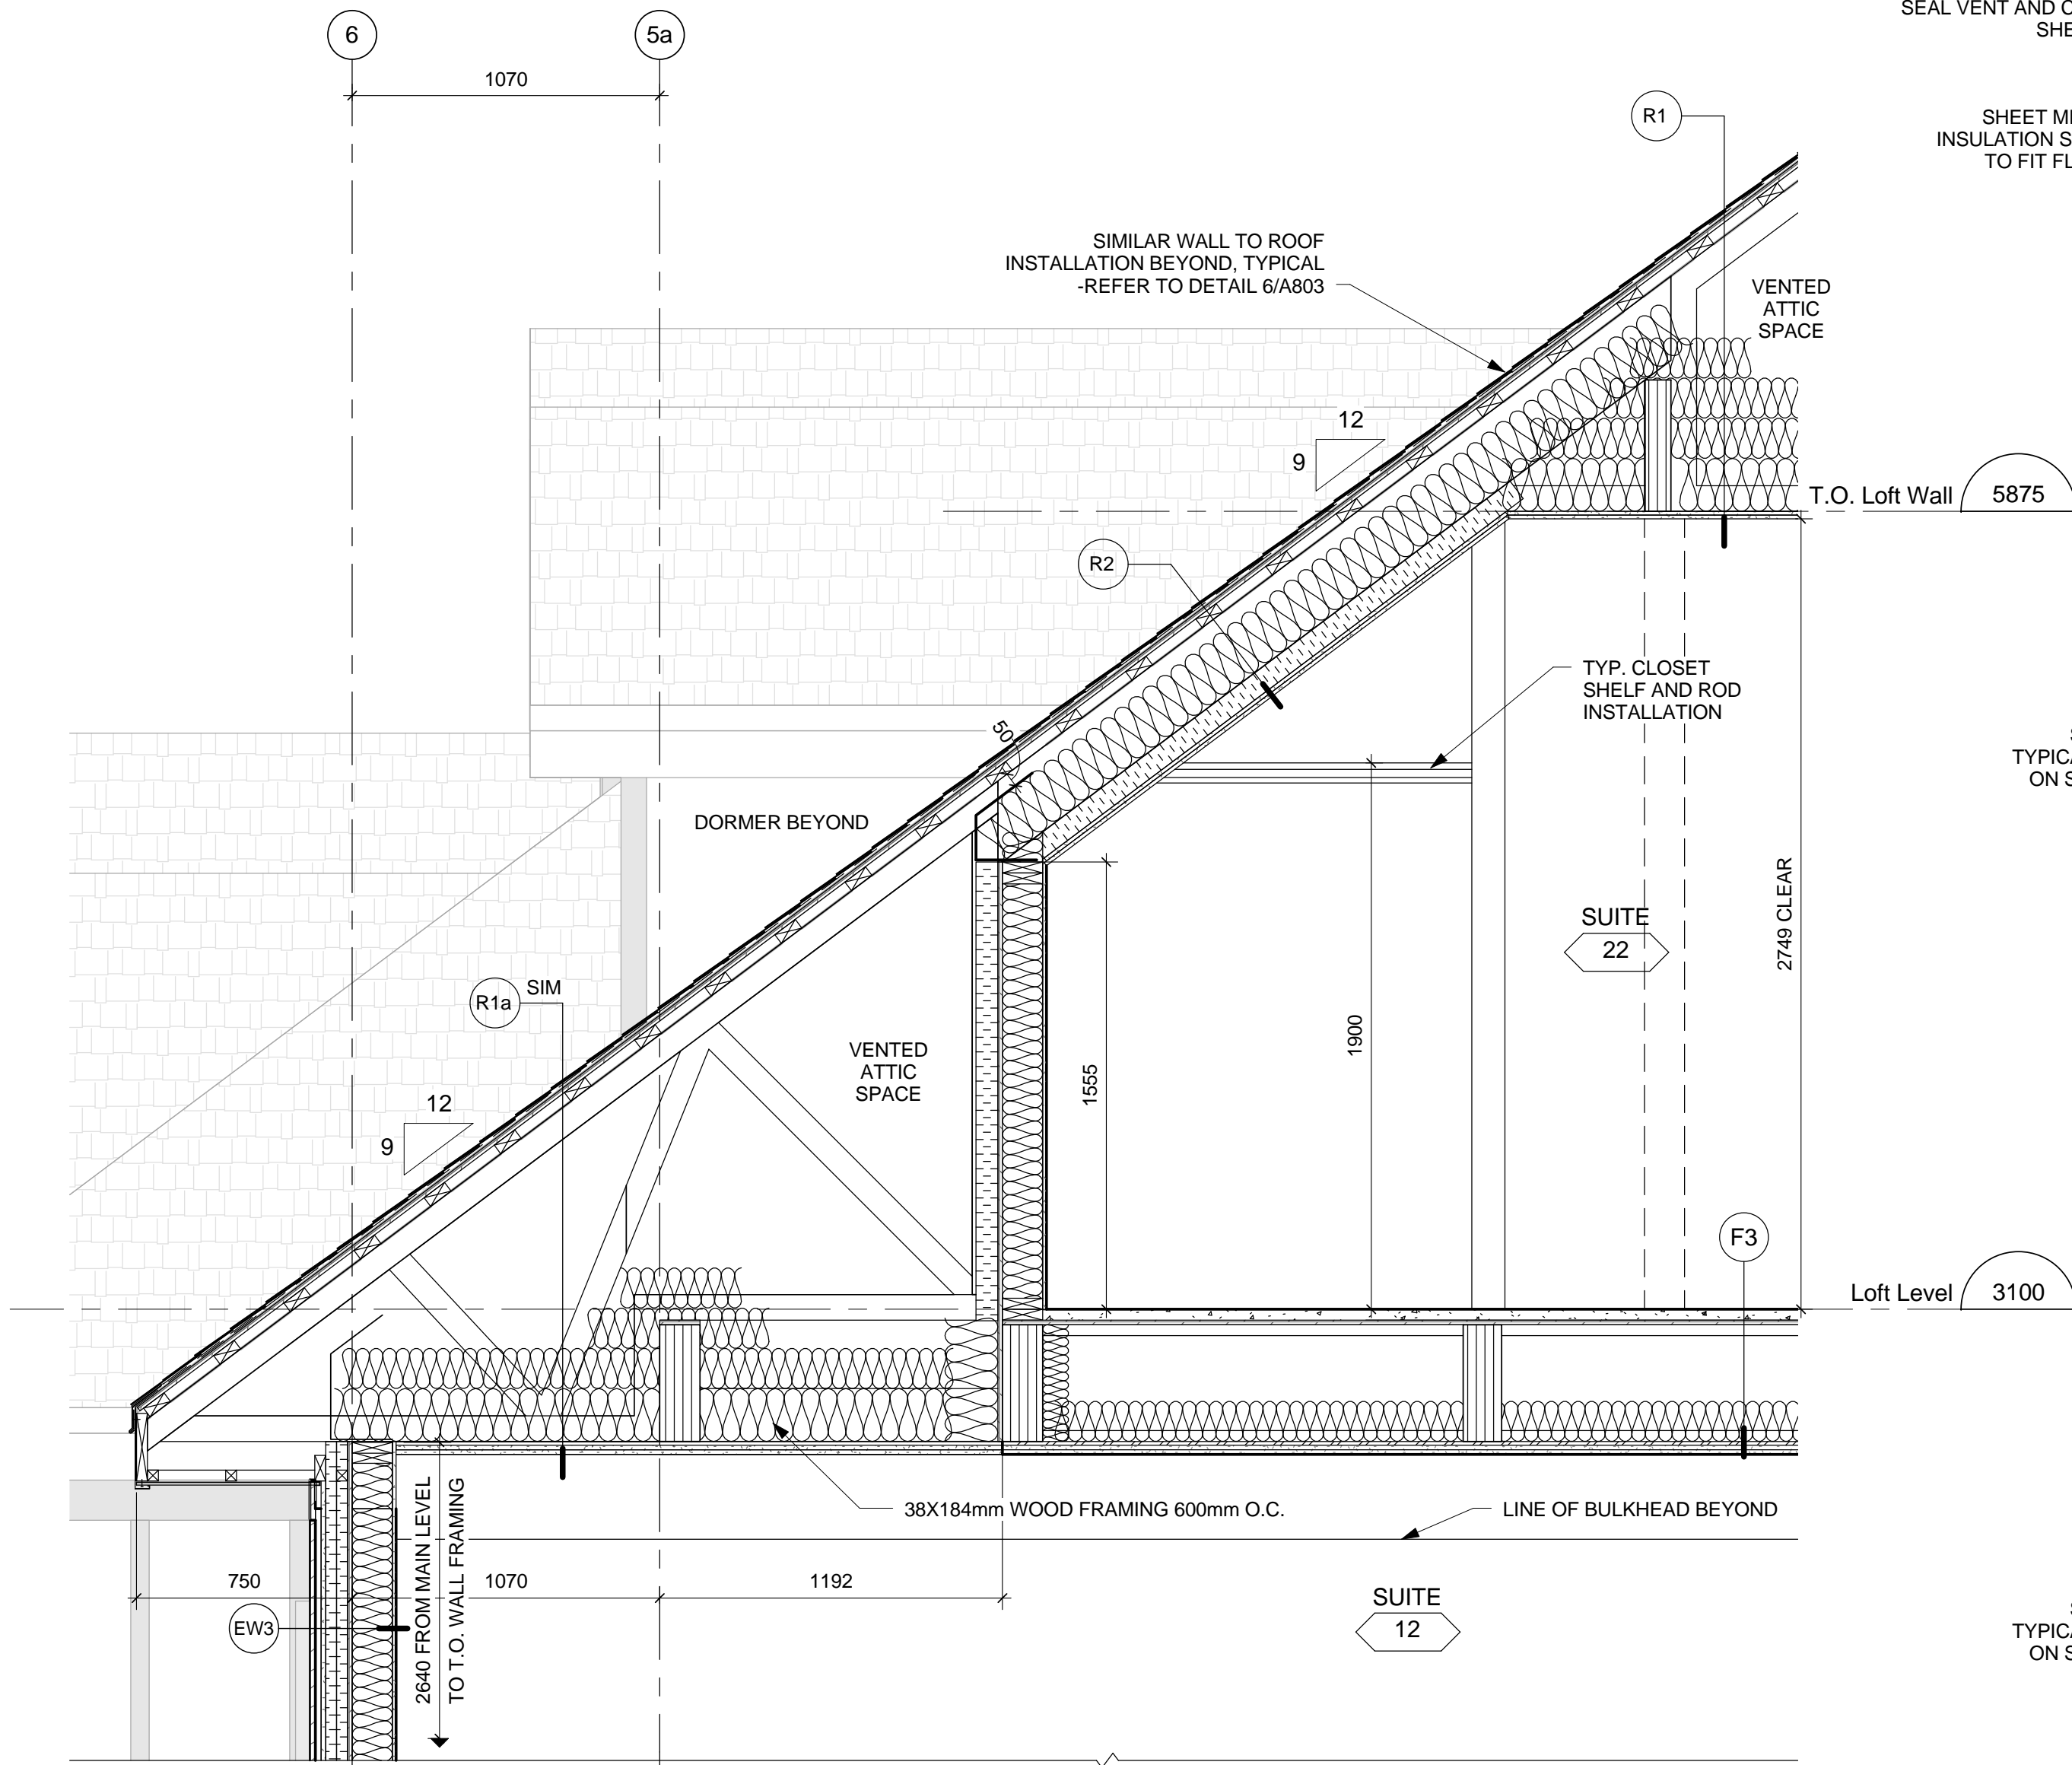 6
5a
1070
SEAL VENT AND
SHEET
INSULATION
TO FIT
R1
SIMILAR WALL TO ROOF
INSTALLATION BEYOND, TYPICAL
-REFER TO DETAIL 6/A803
VENTED
ATTIC
SPACE
12
9
T.O. Loft Wall
5875
R2
TYP. CLOSET
SHELF AND ROD
INSTALLATION
50
ON
DORMER BEYOND
SUITE
22
2749 CLEAR
R1a
SIM
VENTED
ATTIC
SPACE
1555
1900
12
9
F3
Loft Level
3100
38X184mm WOOD FRAMING 600mm O.C.
LINE OF BULKHEAD BEYOND
2640 FROM MAIN LEVEL
TO T.O. WALL FRAMING
750
1070
1192
SUITE
12
EW3
ON